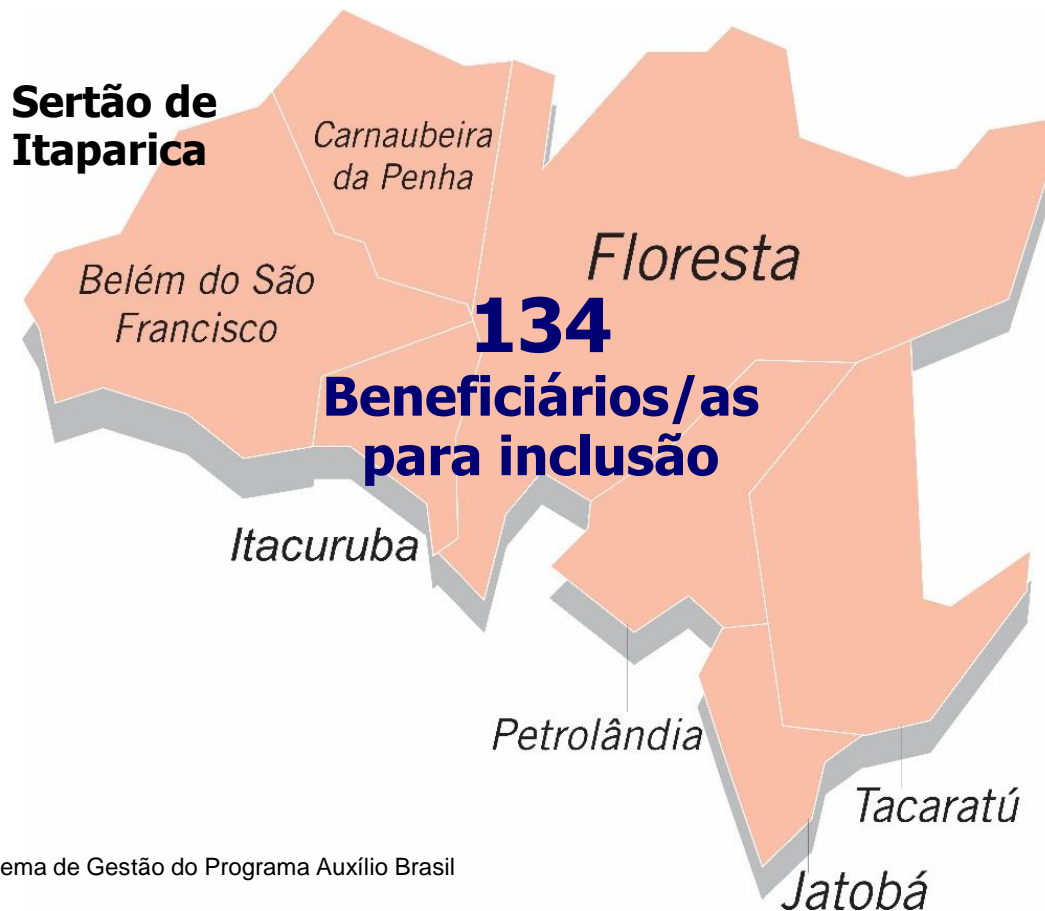 Sertão de
Itaparica
Carnaubeira
da Penha
Floresta
Belém do São
Francisco
134
Beneficiários/as
para inclusão
Itacuruba
Petrolândia
Tacaratú
Jatobá
ema de Gestão do Programa Auxílio Brasil